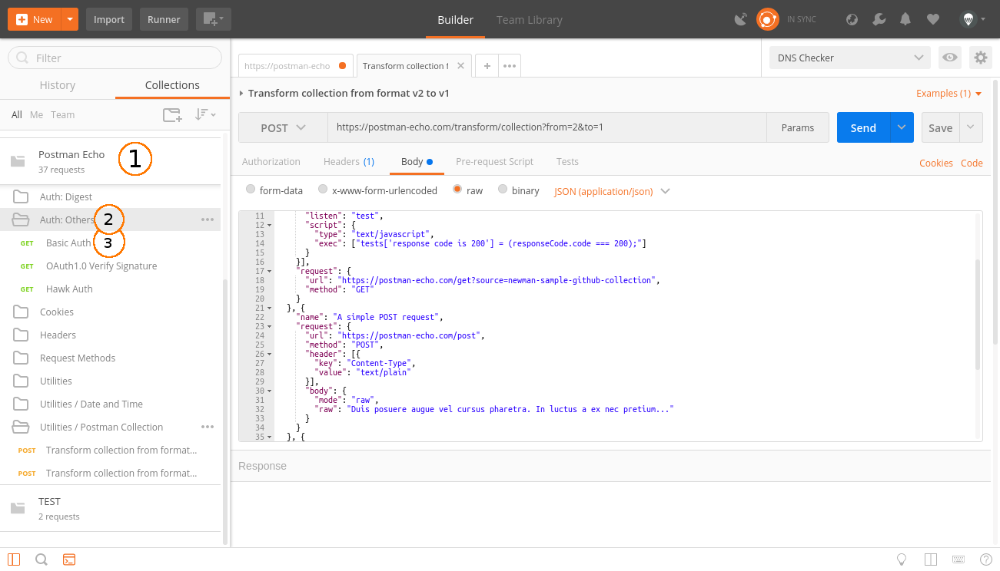 New
Import
Runner
Builder
Team Library
IN SYNC
Filter
History
Collections
All Me Team
Postman Echo
37 requests
1
Auth: Digest
Auth: Others
2
GET Basic Auth
3
GET OAuth1.0 Verify Signature
GET Hawk Auth
Cookies
Headers
Request Methods
Utilities
Utilities / Date and Time
Utilities / Postman Collection
POST Transform collection from format...
POST Transform collection from format...
TEST
2 requests
https://postman-echo
Transform collection f
DNS Checker
Transform collection from format v2 to v1
Examples (1)
POST
https://postman-echo.com/transform/collection?from=2&to=1
Params
Send
Save
Authorization
Headers (1)
Body
Pre-request Script
Tests
Cookies Code
form-data
x-www-form-urlencoded
raw
binary
JSON (application/json)
11 "listen": "test",
12 "script": {
13 "type": "text/javascript",
14 "exec": ["tests['response code is 200'] = (responseCode.code === 200);"]
15 }
16 }],
17 "request": {
18 "url": "https://postman-echo.com/get?source=newman-sample-github-collection",
19 "method": "GET"
20 }
21 }, {
22 "name": "A simple POST request",
23 "request": {
24 "url": "https://postman-echo.com/post",
25 "method": "POST",
26 "header": [{
27 "key": "Content-Type",
28 "value": "text/plain"
29 }],
30 "body": {
31 "mode": "raw",
32 "raw": "Duis posuere augue vel cursus pharetra. In luctus a ex nec pretium..."
33 }
34 }
35 }, {
Response